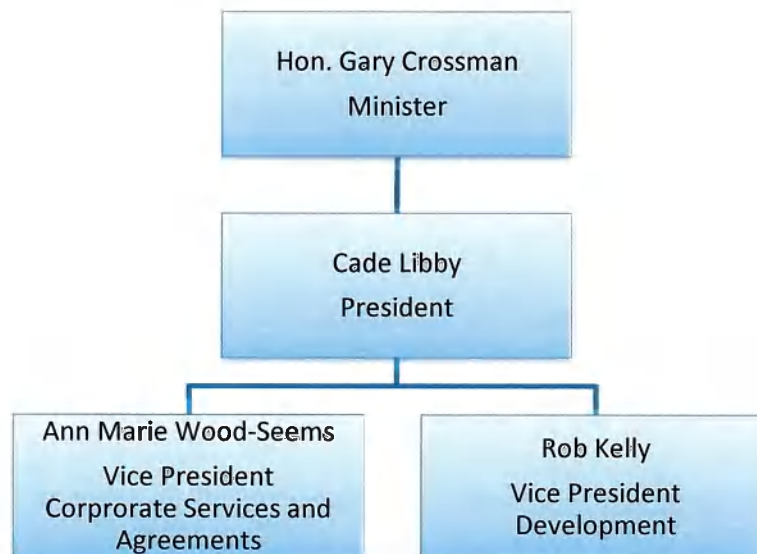 Hon. Gary Crossman
Minister
Cade Libby
President
Ann Marie Wood-Seems
Vice President
Corprorate Services and
Agreements
Rob Kelly
Vice President
Development